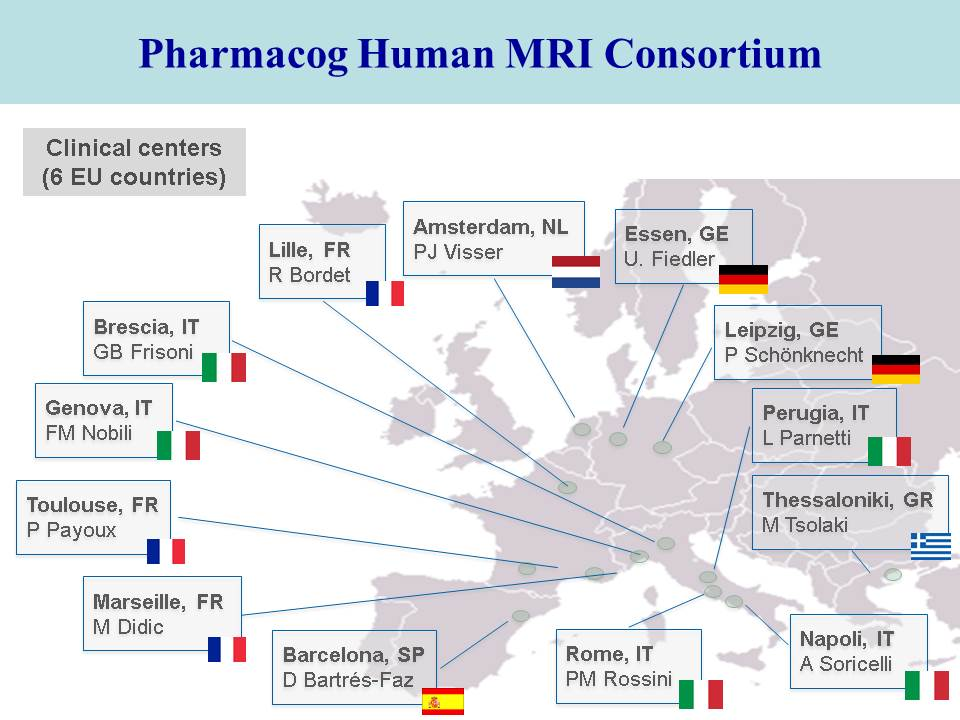 Pharmacog Human MRI Consortium
Clinical centers
(6 EU countries)
Amsterdam, NL
PJ Visser
Essen, GE
U. Fiedler
Lille, FR
R Bordet
Brescia, IT
GB Frisoni
Leipzig, GE
P Schönknecht
Genova, IT
FM Nobili
Perugia, IT
L Parnetti
Toulouse, FR
P Payoux
Thessaloniki, GR
M Tsolaki
Marseille, FR
M Didic
Barcelona, SP
D Bartrés-Faz
Rome, IT
PM Rossini
Napoli, IT
A Soricelli